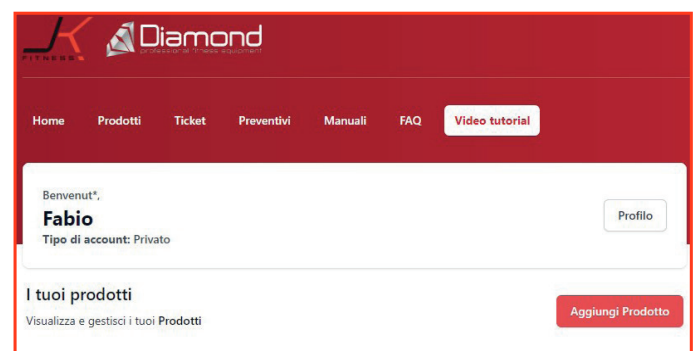 JK
FITNESS
Diamond
professional fitness equipment
Home Prodotti Ticket Preventivi Manuali FAQ Video tutorial
Benvenut*,
Fabio
Profilo
Tipo di account: Privato
I tuoi prodotti
Aggiungi Prodotto
Visualizza e gestisci i tuoi Prodotti